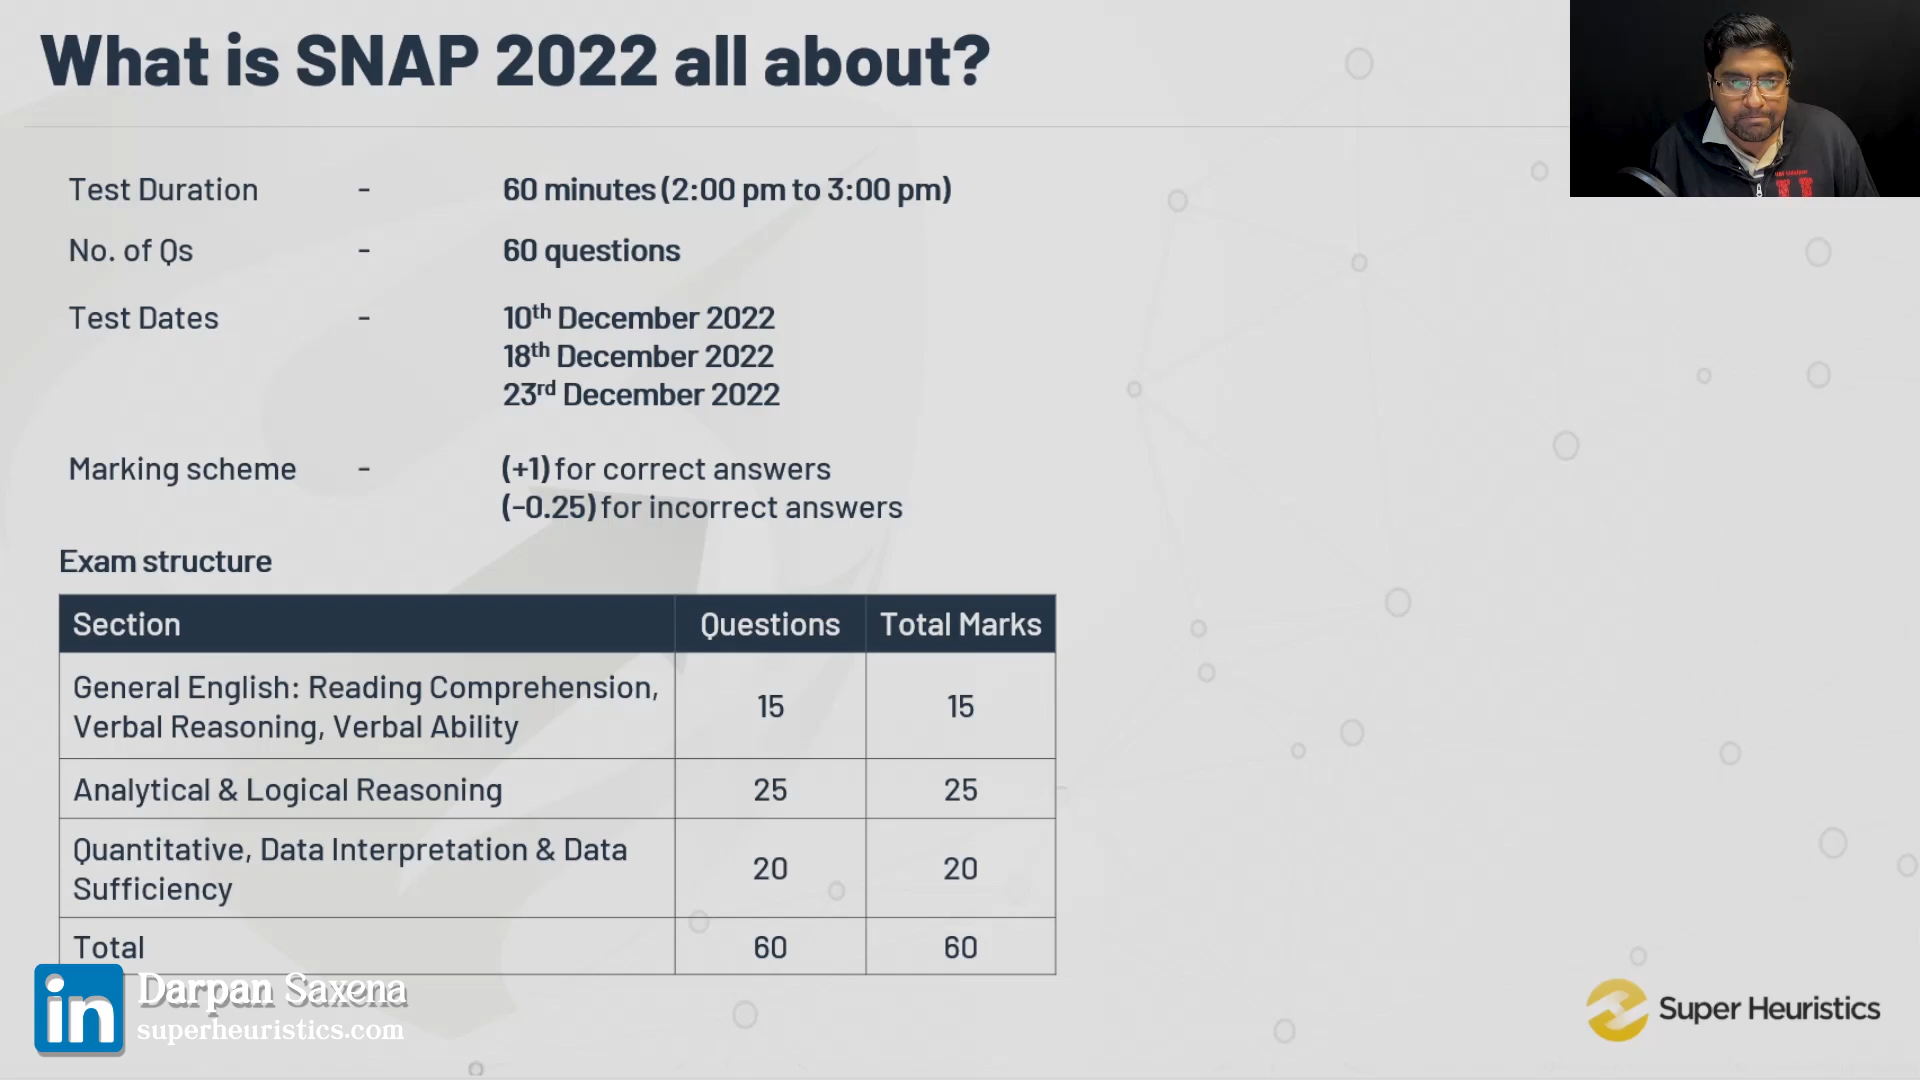 What is SNAP 2022 all about?
Test Duration - 60 minutes (2:00 pm to 3:00 pm)
No. of Qs - 60 questions
Test Dates - 10th December 2022
18th December 2022
23rd December 2022
Marking scheme - (+1) for correct answers
(-0.25) for incorrect answers
Exam structure
Section Questions Total Marks
General English: Reading Comprehension,
Verbal Reasoning, Verbal Ability 15 15
Analytical & Logical Reasoning 25 25
Quantitative, Data Interpretation & Data
Sufficiency 20 20
Total 60 60
in Darpan Saxena
superheuristics.com
Super Heuristics